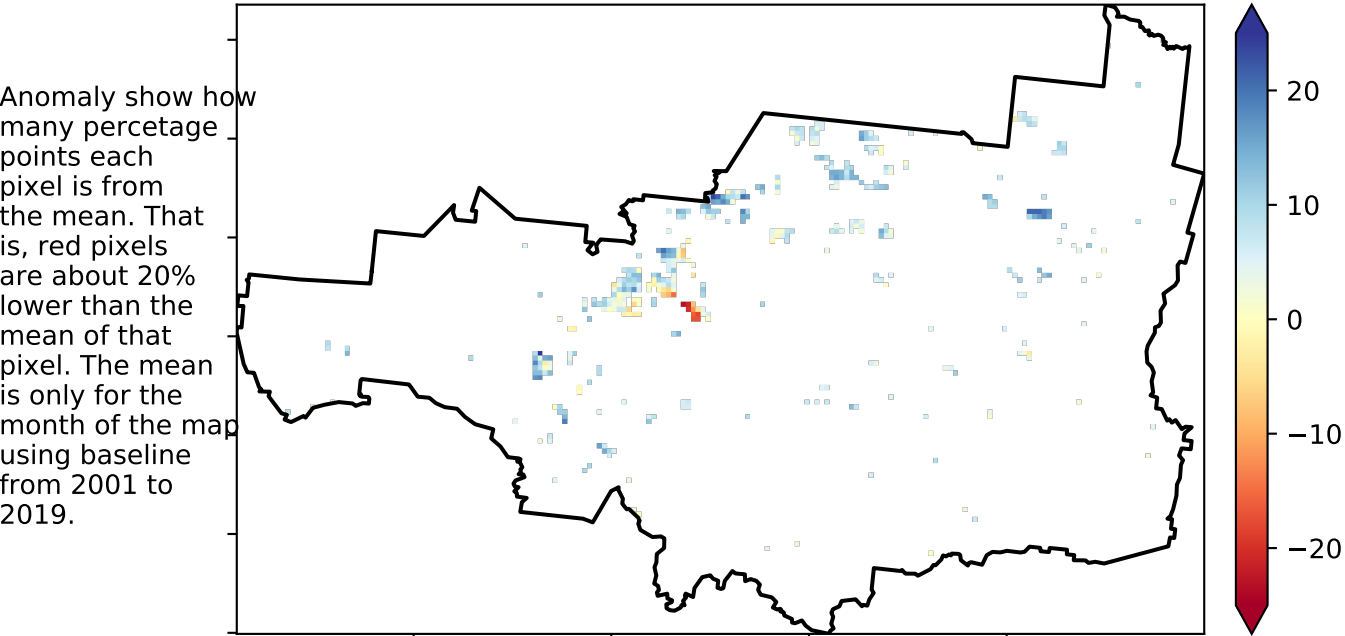 Anomaly show how
many percetage
points each
pixel is from
the mean. That
is, red pixels
are about 20%
lower than the
mean of that
pixel. The mean
is only for the
month of the map
using baseline
from 2001 to
2019.
20
10
0
−10
−20